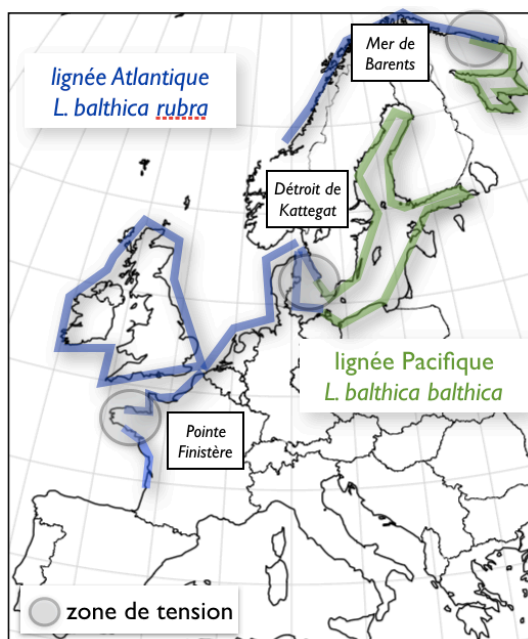 lignée Atlantique
L. balthica rubra
Mer de
Barents
Détroit de
Kattegat
lignée Pacifique
L. balthica balthica
Pointe
Finistère
zone de tension